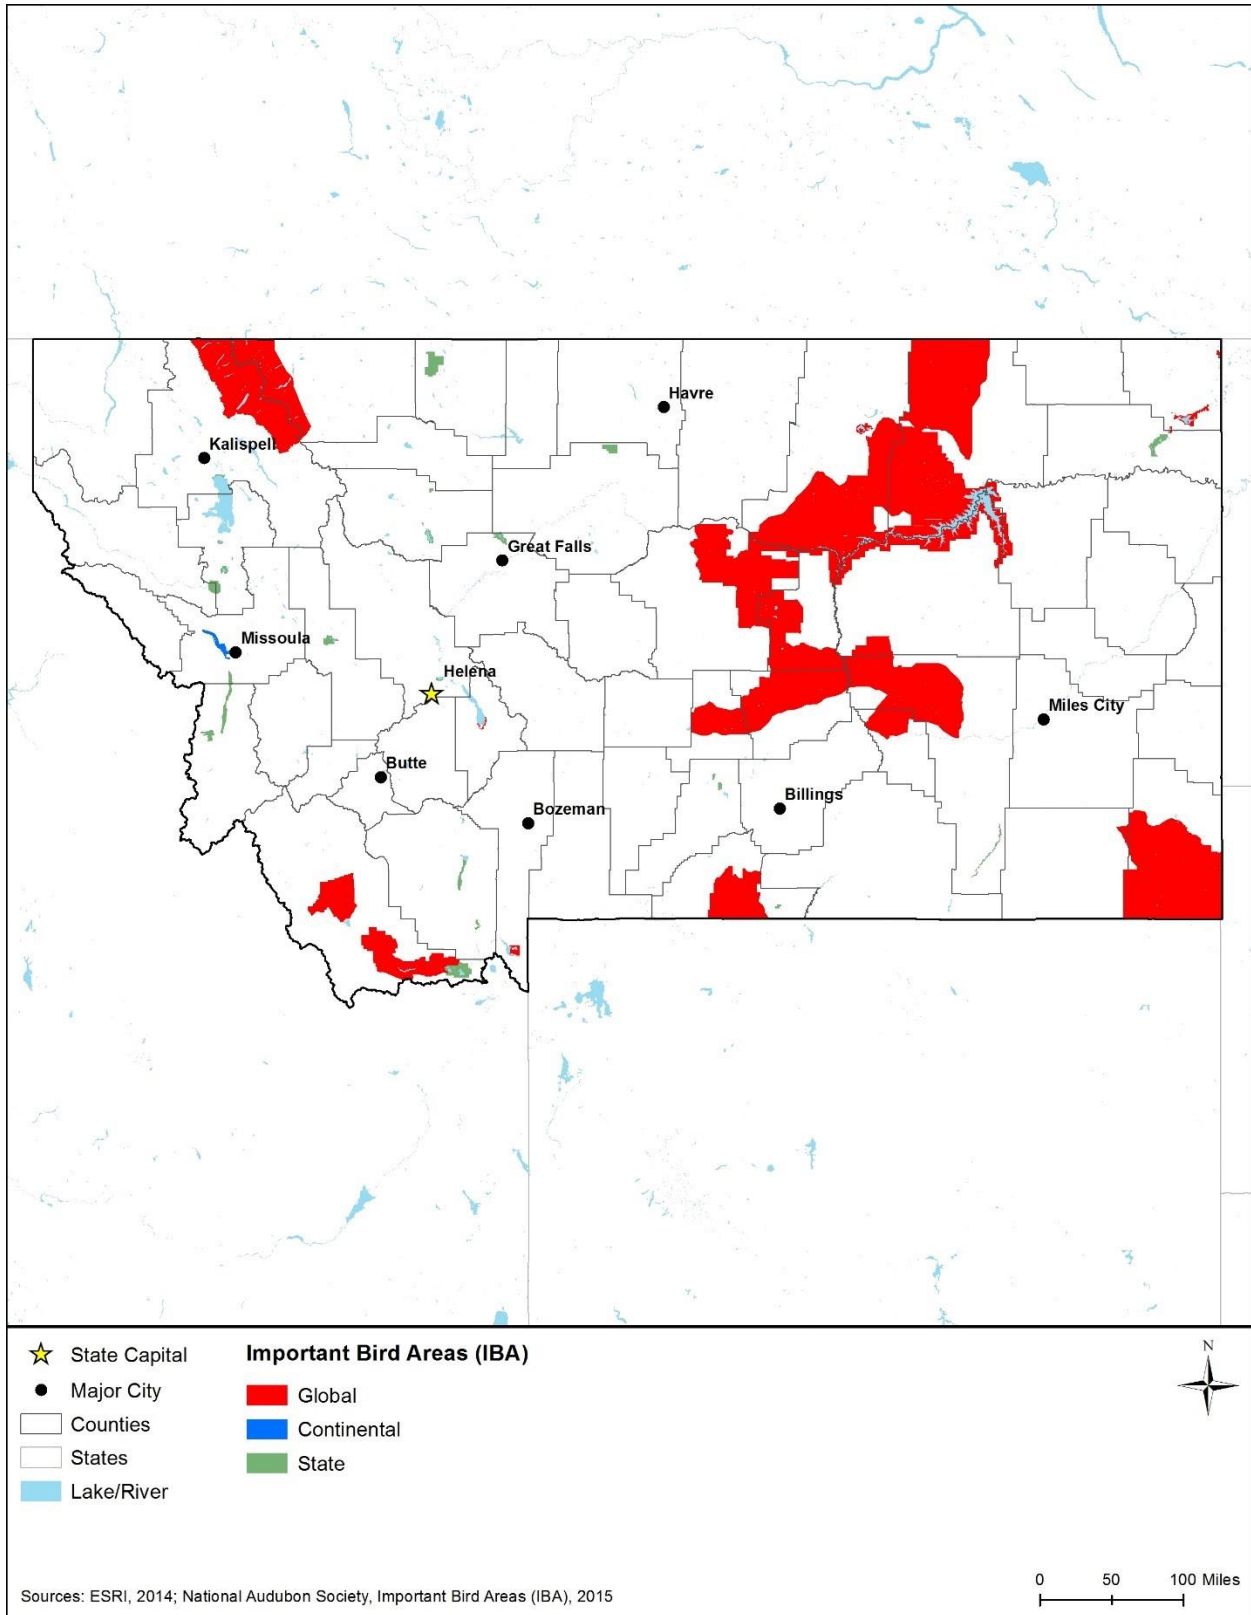 Havre
Kalispell
Great Falls
Missoula
Helena
Miles City
Butte
Billings
Bozeman
State Capital
Major City
Counties
States
Lake/River
Important Bird Areas (IBA)
Global
Continental
State
N
Sources: ESRI, 2014; National Audubon Society, Important Bird Areas (IBA), 2015
0 50 100 Miles